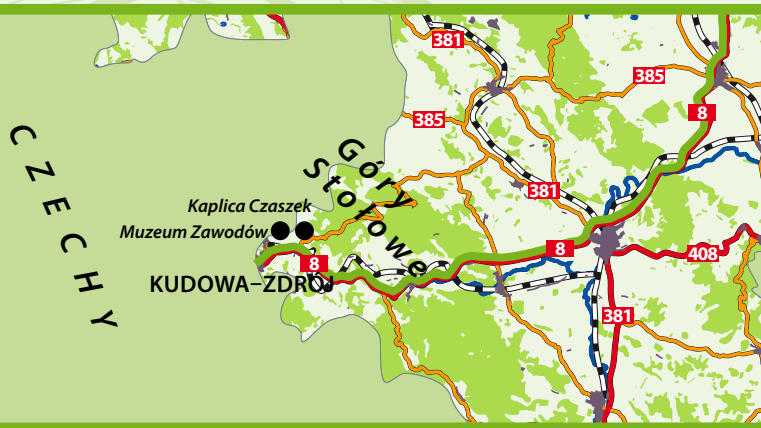 381
385
8
385
CZECHY
Góry
Stołowe
381
Kaplica Czaszek
Muzeum Zawodów
8
8
408
KUDOWA–ZDRÓJ
381